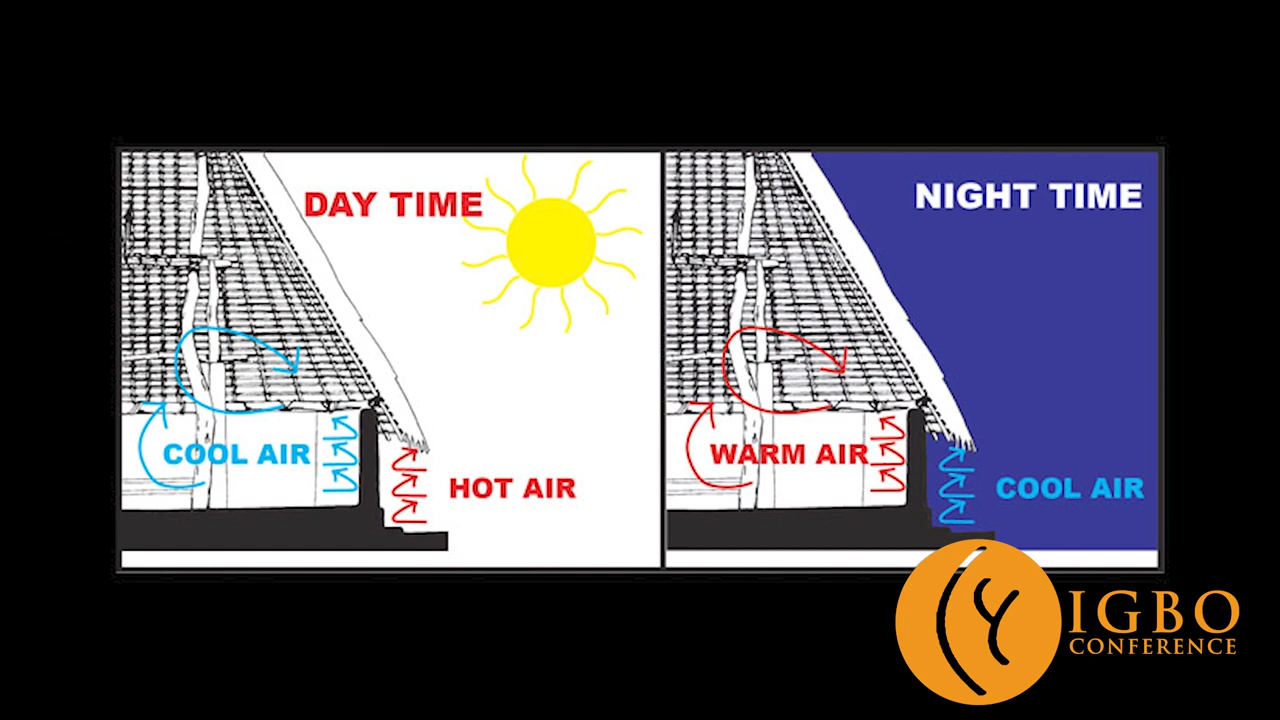 DAY TIME
COOL AIR
HOT AIR
NIGHT TIME
WARM AIR
COOL AIR
IGBO
CONFERENCE